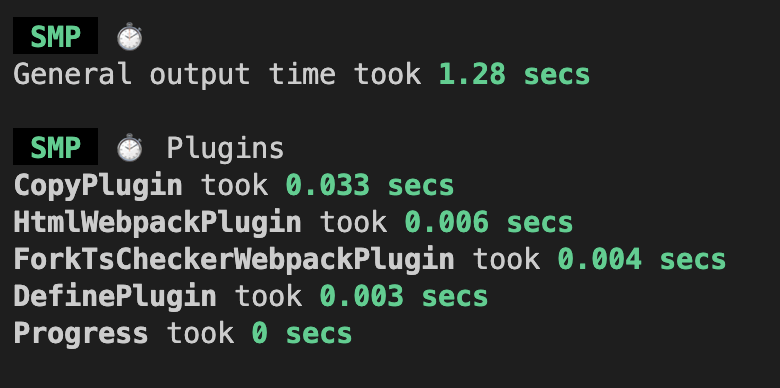 SMP ⏱
General output time took 1.28 secs
SMP ⏱ Plugins
CopyPlugin took 0.033 secs
HtmlWebpackPlugin took 0.006 secs
ForkTsCheckerWebpackPlugin took 0.004 secs
DefinePlugin took 0.003 secs
Progress took 0 secs